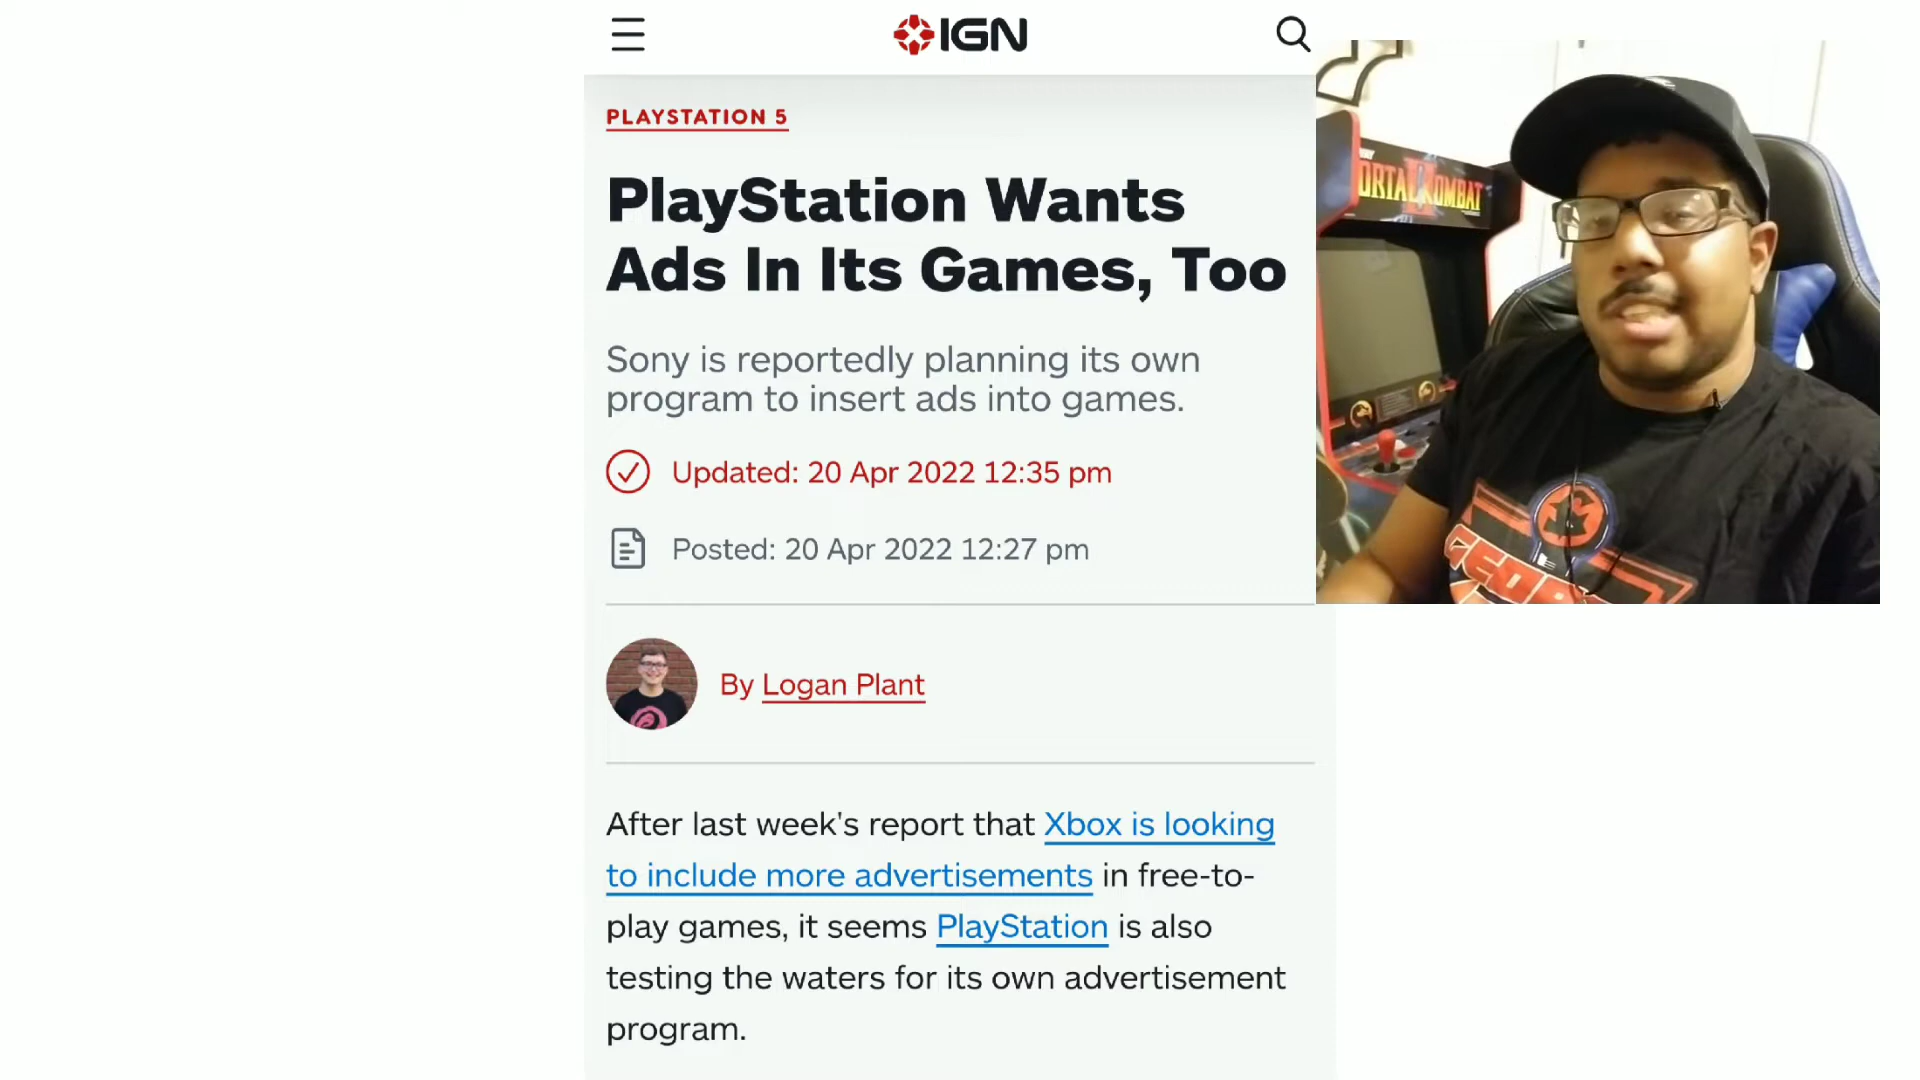 IGN
PLAYSTATION 5
PlayStation Wants
Ads In Its Games, Too
Sony is reportedly planning its own
program to insert ads into games.
Updated: 20 Apr 2022 12:35 pm
Posted: 20 Apr 2022 12:27 pm
By Logan Plant
After last week's report that Xbox is looking
to include more advertisements in free-to-
play games, it seems PlayStation is also
testing the waters for its own advertisement
program.
ORTAL KOMBAT
II